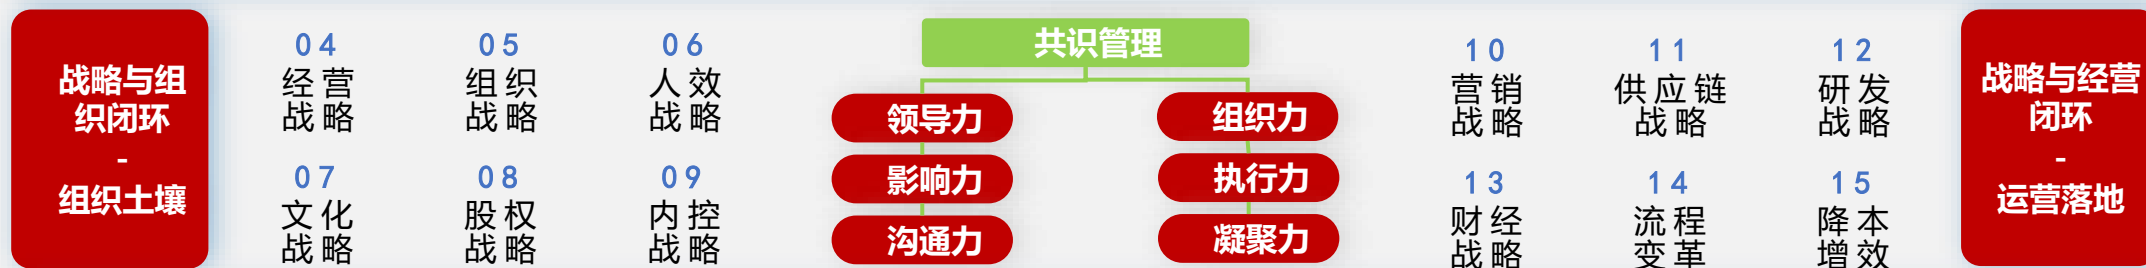 战略与组
织闭环
-
组织土壤
04
经营
战略
05
组织
战略
06
人效
战略
07
文化
战略
08
股权
战略
09
内控
战略
共识管理
领导力
影响力
沟通力
组织力
执行力
凝聚力
10
营销
战略
11
供应链
战略
12
研发
战略
13
财经
战略
14
流程
变革
15
降本
增效
战略与经营
闭环
-
运营落地